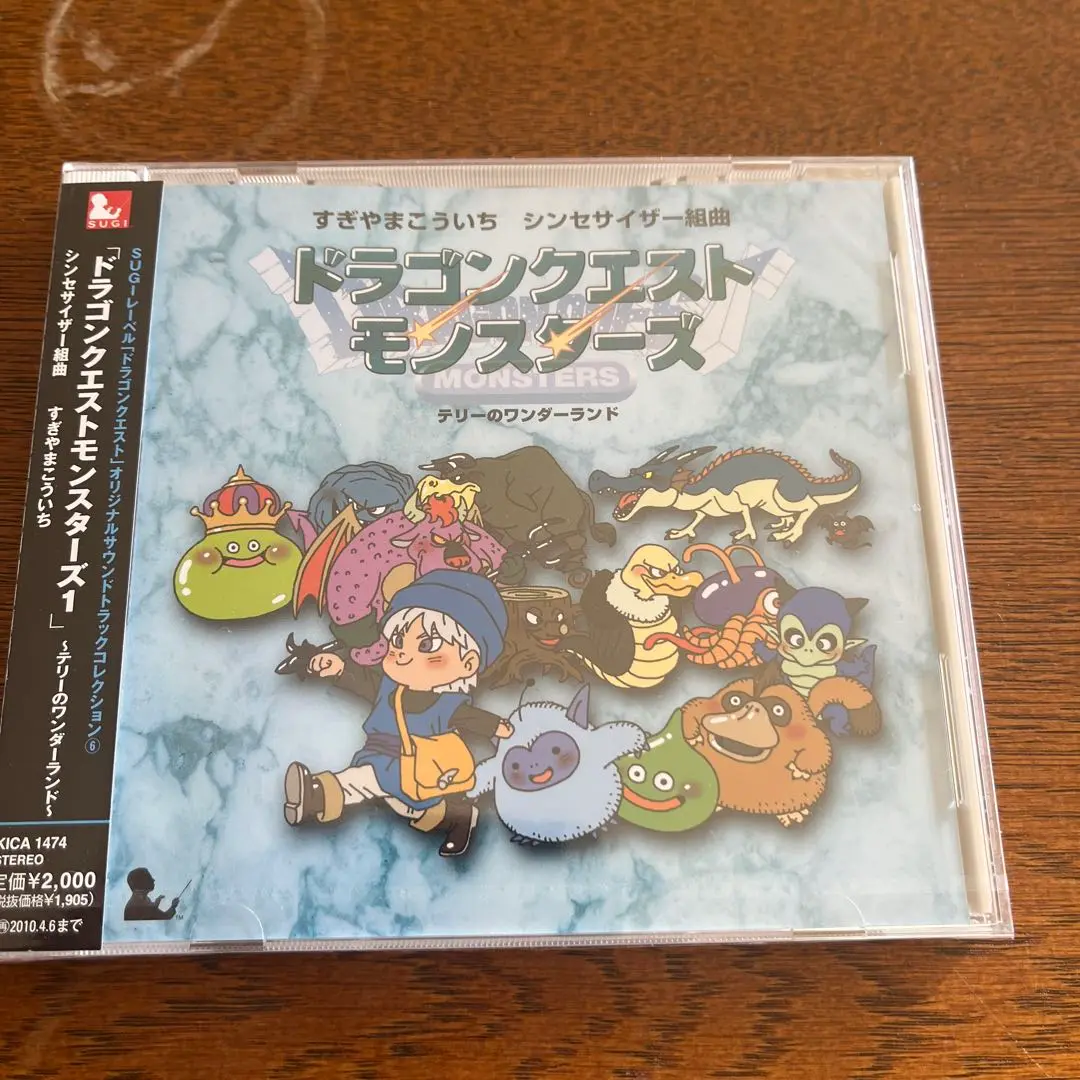 すぎやまこういち シンセサイザー組曲
ドラゴンクエスト
モンスターズ
MONSTERS
テリーのワンダーランド
SUGI
SUGIレーベル「ドラゴンクエスト」オリジナルサウンドトラックコレクション⑥
「ドラゴンクエストモンスターズ1」~テリーのワンダーランド~
シンセサイザー組曲 すぎやまこういち
KICA 1474
STEREO
定価¥2,000
税抜価格¥1,905)
再2010.4.6まで
TM